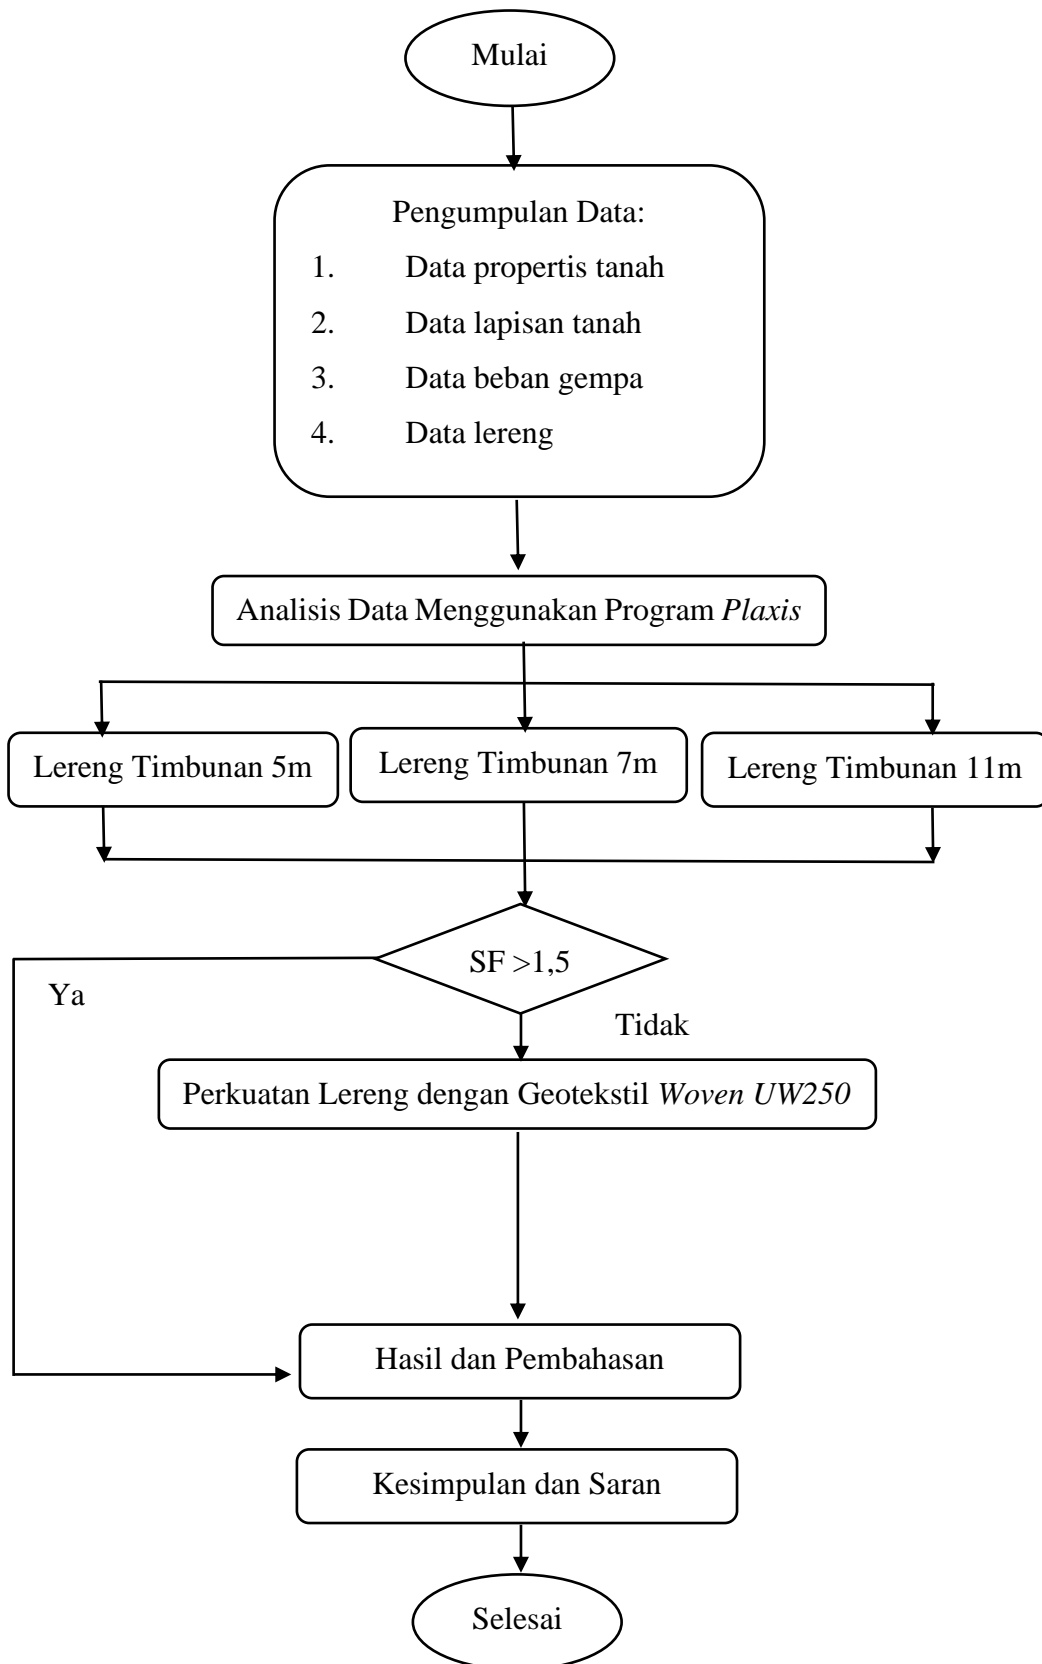 Mulai
Pengumpulan Data:
1. Data propertis tanah
2. Data lapisan tanah
3. Data beban gempa
4. Data lereng
Analisis Data Menggunakan Program Plaxis
Lereng Timbunan 5m
Lereng Timbunan 7m
Lereng Timbunan 11m
SF >1,5
Ya
Tidak
Perkuatan Lereng dengan Geotekstil Woven UW250
Hasil dan Pembahasan
Kesimpulan dan Saran
Selesai